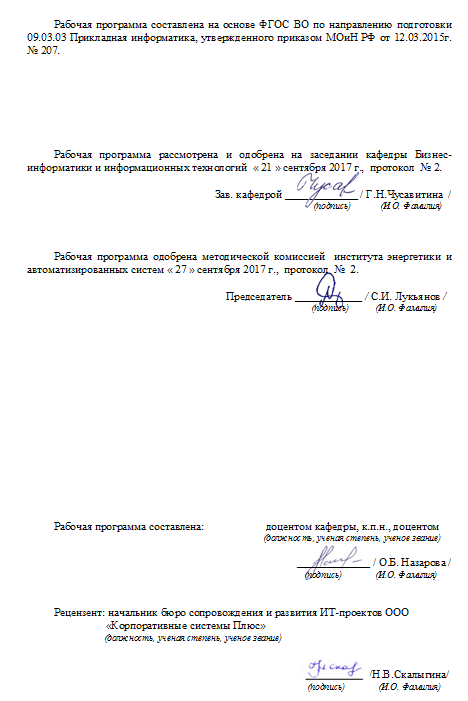 Рабочая программа составлена на основе ФГОС ВО по направлению подготовки
09.03.03 Прикладная информатика, утвержденного приказом МОиН РФ от 12.03.2015г.
№ 207.
Рабочая программа рассмотрена и одобрена на заседании кафедры Бизнес-
информатики и информационных технологий « 21 » сентября 2017 г., протокол № 2.
Зав. кафедрой / Г.Н.Чусавитина /
(подпись) (И.О. Фамилия)
Рабочая программа одобрена методической комиссией института энергетики и
автоматизированных систем « 27 » сентября 2017 г., протокол № 2.
Председатель / С.И. Лукьянов /
(подпись) (И.О. Фамилия)
Рабочая программа составлена: доцентом кафедры, к.п.н., доцентом
(должность, ученая степень, ученое звание)
/ О.Б. Назарова /
(подпись) (И.О. Фамилия)
Рецензент: начальник бюро сопровождения и развития ИТ-проектов ООО
«Корпоративные системы Плюс»
(должность, ученая степень, ученое звание)
/Н.В.Скалыгина/
(подпись) (И.О. Фамилия)